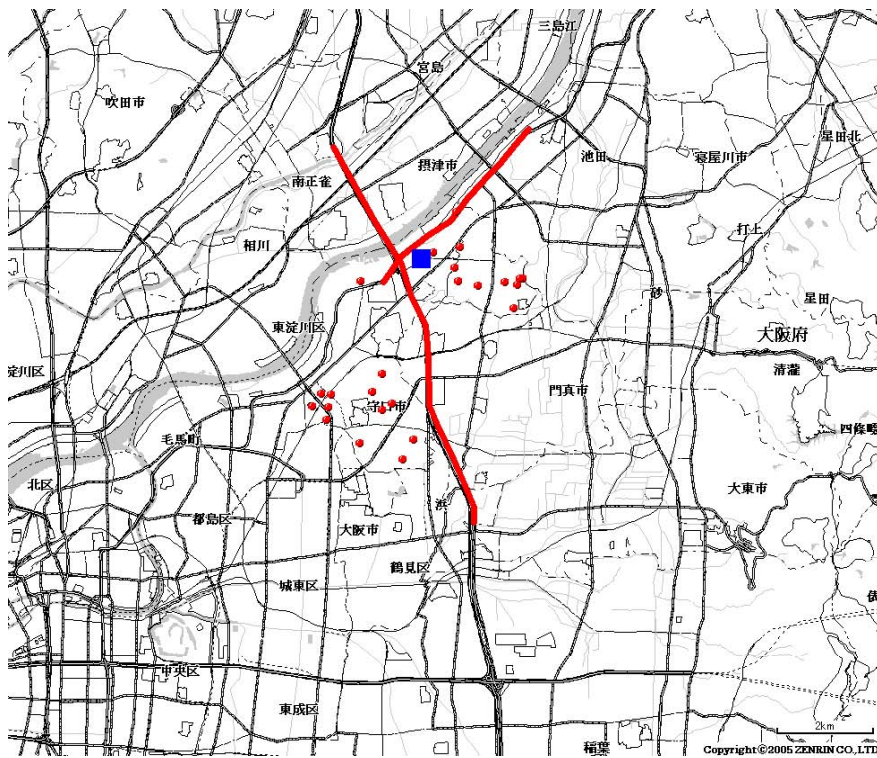 三島江
宮島
吹田市
星田北
摂津市
池田
寝屋川市
南正雀
打上
相川
砂
星田
東淀川区
大阪府
淀川区
清瀧
門真市
守口市
四條畷
毛馬町
北区
大東市
浜
都島区
大阪市
鶴見区
城東区
中央区
東成区
2km
稲葉
Copyright©2005 ZENRIN CO.,LTD